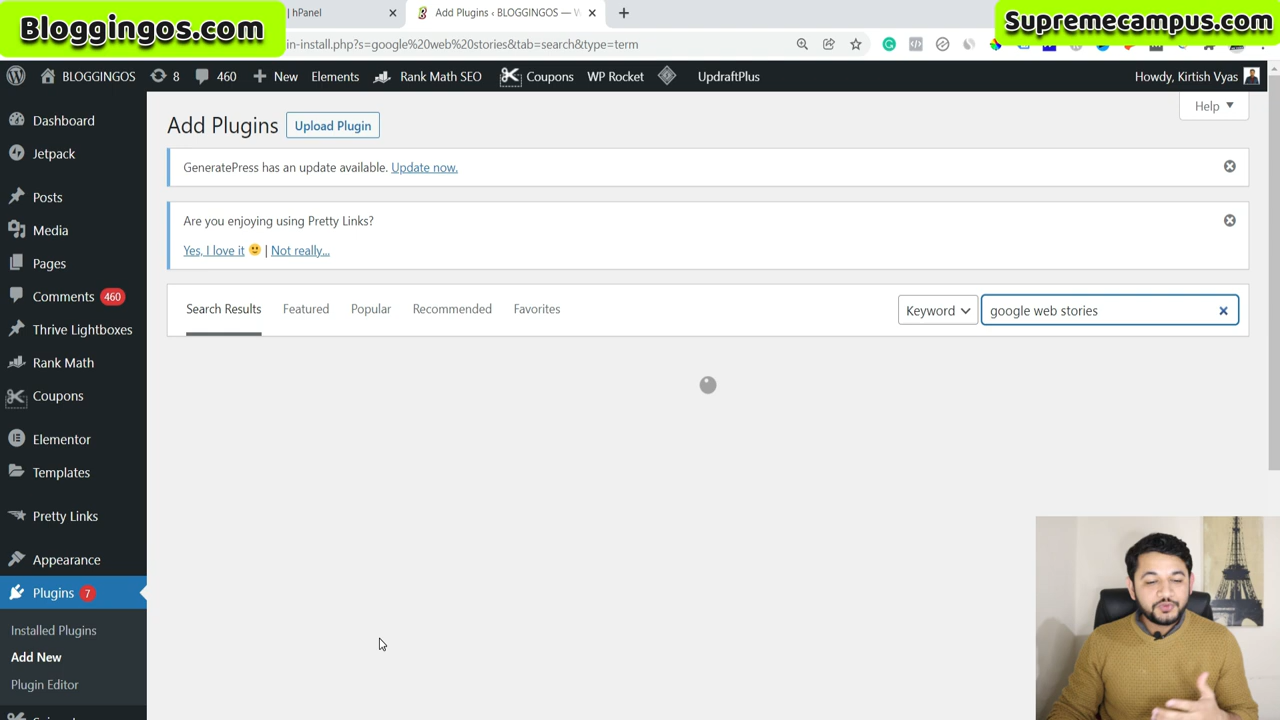 Bloggingos.com
Supremecampus.com
| hPanel
Add Plugins ‹ BLOGGINGOS — W
in-install.php?s=google%20web%20stories&tab=search&type=term
BLOGGINGOS 8 460 New Elements Rank Math SEO Coupons WP Rocket UpdraftPlus Howdy, Kirtish Vyas
Help
Add Plugins Upload Plugin
GeneratePress has an update available. Update now.
Are you enjoying using Pretty Links?
Yes, I love it | Not really...
Search Results Featured Popular Recommended Favorites Keyword google web stories
Dashboard
Jetpack
Posts
Media
Pages
Comments 460
Thrive Lightboxes
Rank Math
Coupons
Elementor
Templates
Pretty Links
Appearance
Plugins 7
Installed Plugins
Add New
Plugin Editor